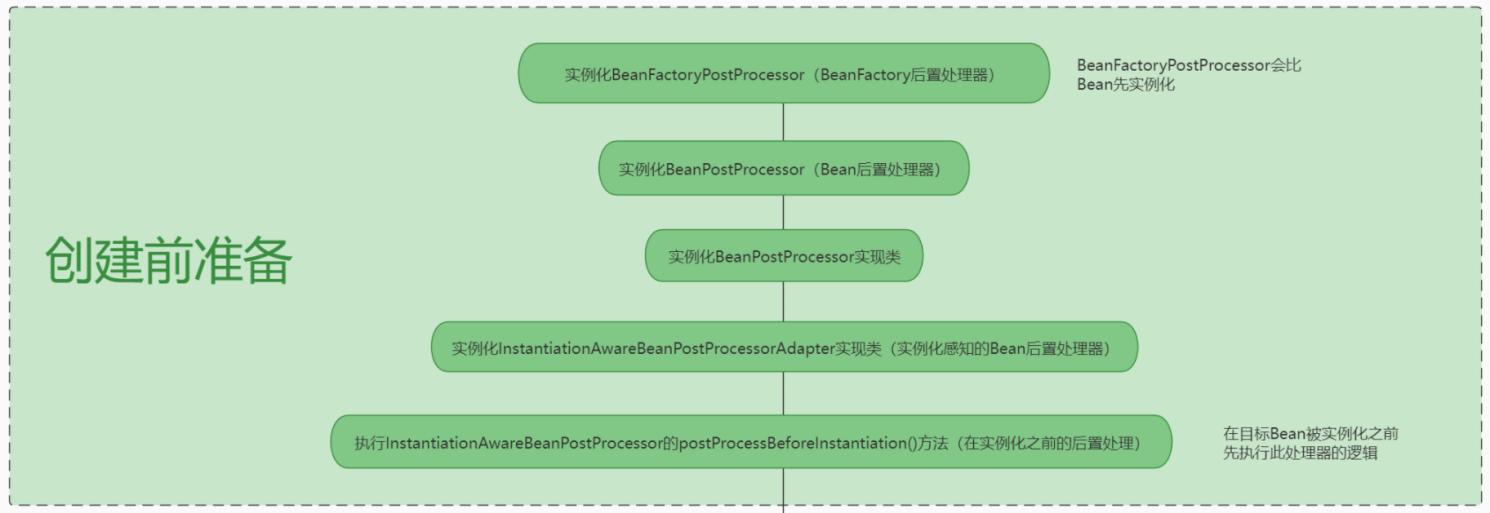 实例化BeanFactoryPostProcessor（BeanFactory后置处理器）
BeanFactoryPostProcessor会比
Bean先实例化
实例化BeanPostProcessor（Bean后置处理器）
创建前准备
实例化BeanPostProcessor实现类
实例化InstantiationAwareBeanPostProcessorAdapter实现类（实例化感知的Bean后置处理器）
执行InstantiationAwareBeanPostProcessor的postProcessBeforeInstantiation()方法（在实例化之前的后置处理）
在目标Bean被实例化之前
先执行此处理器的逻辑